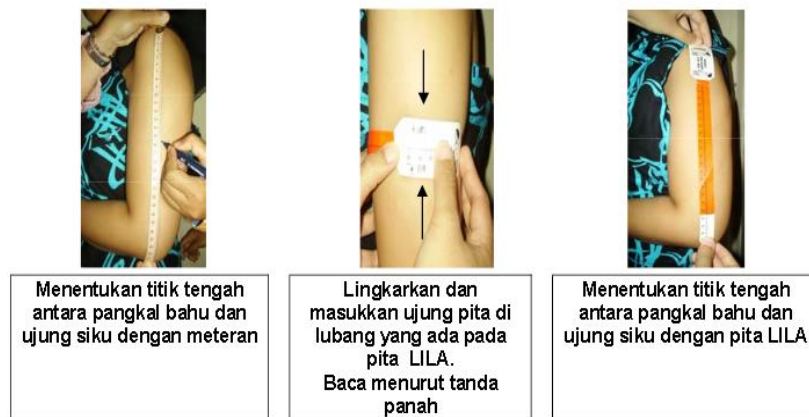 Menentukan titik tengah
antara pangkal bahu dan
ujung siku dengan meteran
Lingkarkan dan
masukkan ujung pita di
lubang yang ada pada
pita LILA.
Baca menurut tanda
panah
Menentukan titik tengah
antara pangkal bahu dan
ujung siku dengan pita LILA